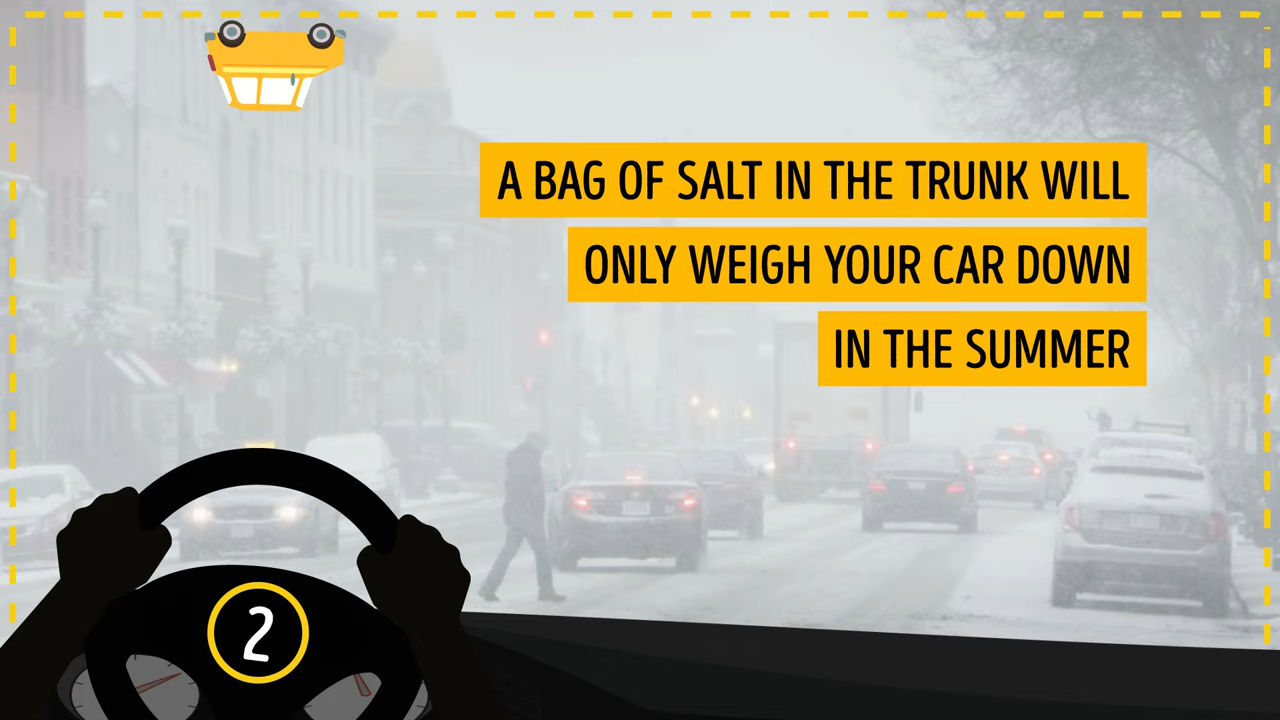 A BAG OF SALT IN THE TRUNK WILL
ONLY WEIGH YOUR CAR DOWN
IN THE SUMMER
2